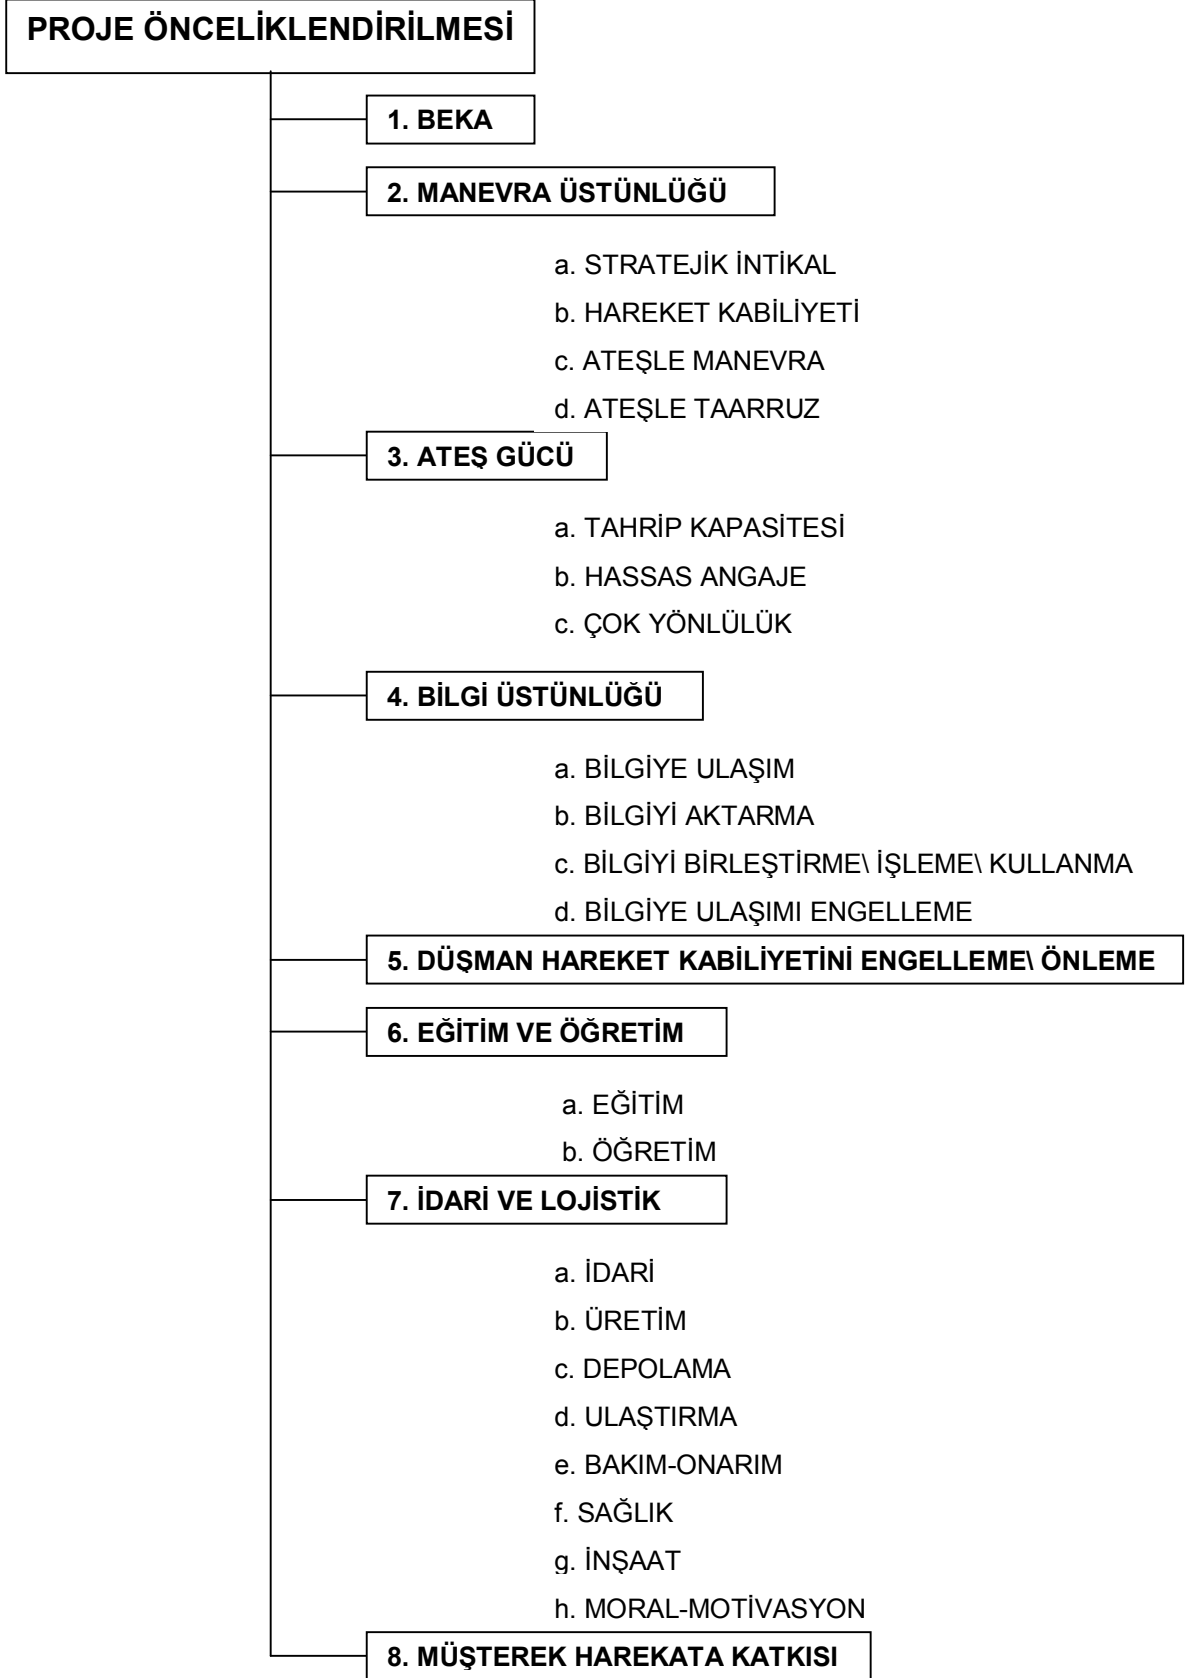 PROJE ÖNCELİKLENDİRİLMESİ
1. BEKA
2. MANEVRA ÜSTÜNLÜĞÜ
a. STRATEJİK İNTİKAL
b. HAREKET KABİLİYETİ
c. ATEŞLE MANEVRA
d. ATEŞLE TAARRUZ
3. ATEŞ GÜCÜ
a. TAHRİP KAPASİTESİ
b. HASSAS ANGAJE
c. ÇOK YÖNLÜLÜK
4. BİLGİ ÜSTÜNLÜĞÜ
a. BİLGİYE ULAŞIM
b. BİLGİYİ AKTARMA
c. BİLGİYİ BİRLEŞTİRME\ İŞLEME\ KULLANMA
d. BİLGİYE ULAŞIMI ENGELLEME
5. DÜŞMAN HAREKET KABİLİYETİNİ ENGELLEME\ ÖNLEME
6. EĞİTİM VE ÖĞRETİM
a. EĞİTİM
b. ÖĞRETİM
7. İDARİ VE LOJİSTİK
a. İDARİ
b. ÜRETİM
c. DEPOLAMA
d. ULAŞTIRMA
e. BAKIM-ONARIM
f. SAĞLIK
g. İNŞAAT
h. MORAL-MOTİVASYON
8. MÜŞTEREK HAREKATA KATKISI